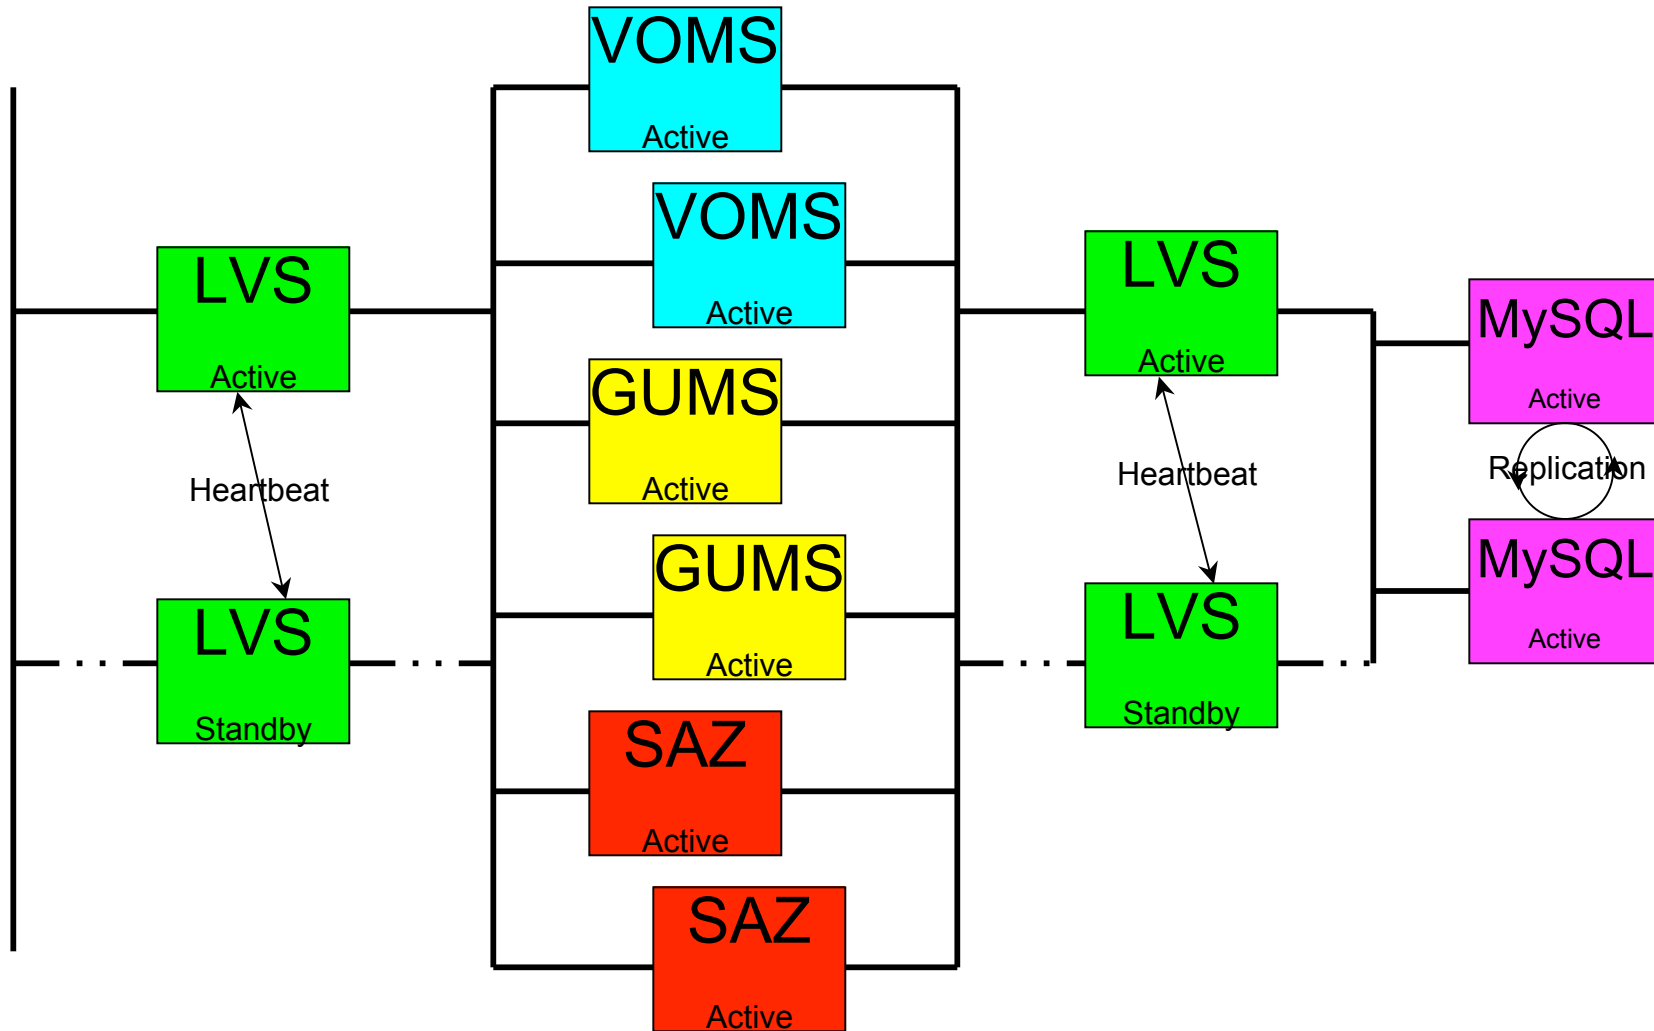 VOMS
Active
VOMS
Active
LVS
Active
LVS
Active
MySQL
Active
GUMS
Active
Heartbeat
Heartbeat
Replication
GUMS
Active
LVS
Standby
LVS
Standby
MySQL
Active
SAZ
Active
SAZ
Active